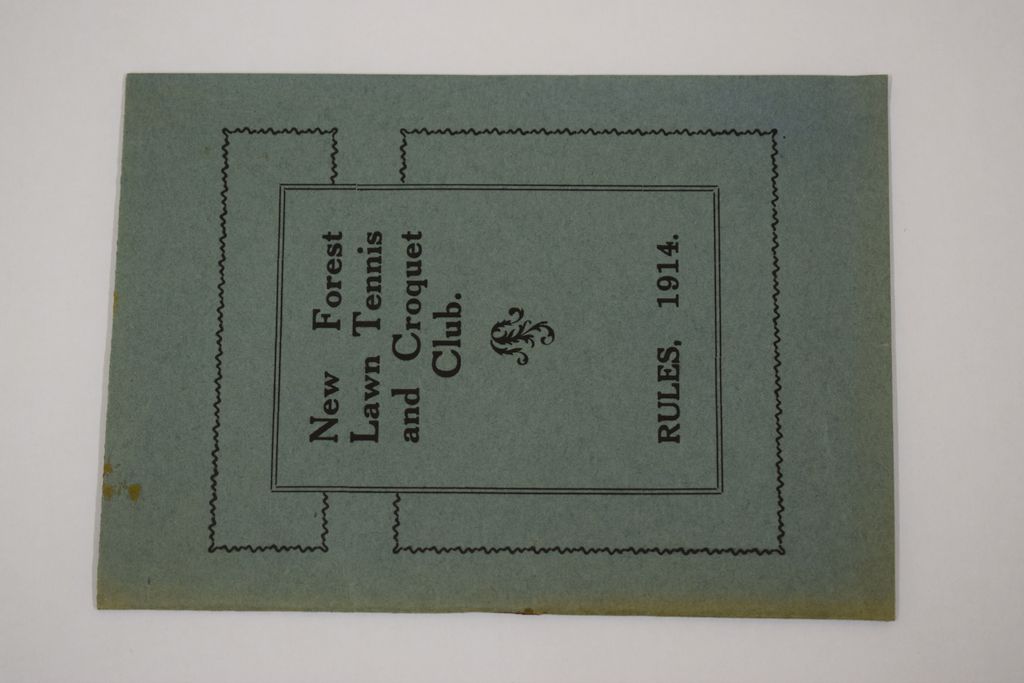 New Forest
Lawn Tennis
and Croquet
Club.
RULES, 1914.